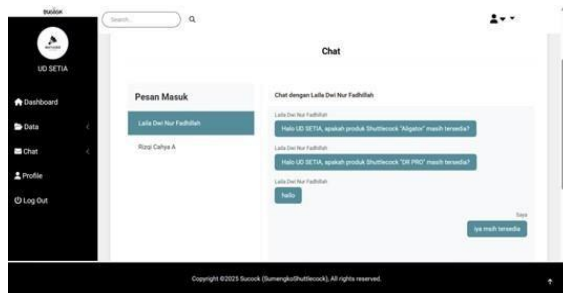 Sucock
Search..
UD SETIA
Dashboard
Data
Chat
Profile
Log Out
Chat
Pesan Masuk
Laila Dwi Nur Fadhillah
Rizqi Cahya A
Chat dengan Laila Dwi Nur Fadhillah
Laila Dwi Nur Fadhillah
Halo UD SETIA, apakah produk Shuttlecock "Aligator" masih tersedia?
Laila Dwi Nur Fadhillah
Halo UD SETIA, apakah produk Shuttlecock "DR PRO" masih tersedia?
Laila Dwi Nur Fadhillah
hallo
Saya
iya msih tersedia
Copyright ©2025 Sucock (SumengkoShuttlecock), All rights reserved.